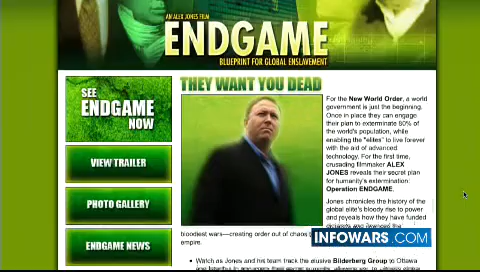 AN ALEX JONES FILM
ENDGAME
BLUEPRINT FOR GLOBAL ENSLAVEMENT
SEE
ENDGAME
NOW
VIEW TRAILER
PHOTO GALLERY
ENDGAME NEWS
THEY WANT YOU DEAD
For the New World Order, a world
government is just the beginning.
Once in place they can engage
their plan to exterminate 80% of
the world's population, while
enabling the "elites" to live forever
with the aid of advanced
technology. For the first time,
crusading filmmaker ALEX
JONES reveals their secret plan
for humanity's extermination:
Operation ENDGAME.
Jones chronicles the history of the
global elite's bloody rise to power
and reveals how they have funded
dictators and
bloodiest wars—creating order out of chaos
empire.
INFOWARS.COM
• Watch as Jones and his team track the elusive Bilderberg Group to Ottawa